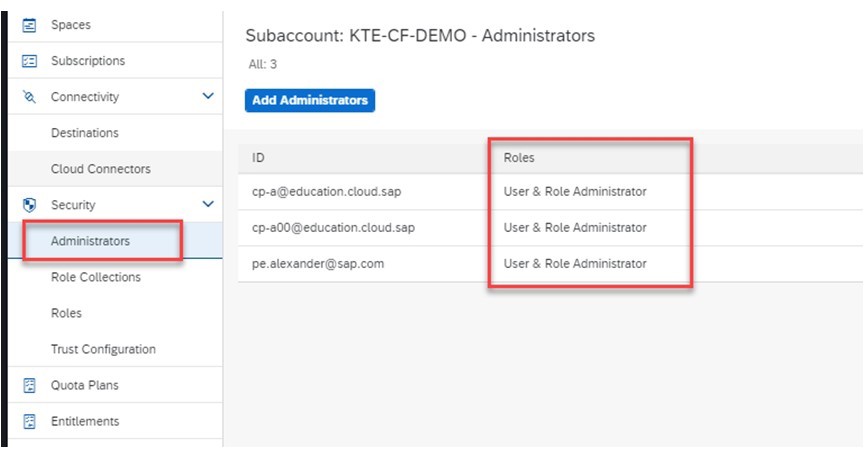 Spaces
Subscriptions
Connectivity
Destinations
Cloud Connectors
Security
Administrators
Role Collections
Roles
Trust Configuration
Quota Plans
Entitlements
Subaccount: KTE-CF-DEMO - Administrators
All: 3
Add Administrators
ID Roles
cp-a@education.cloud.sap User & Role Administrator
cp-a00@education.cloud.sap User & Role Administrator
pe.alexander@sap.com User & Role Administrator